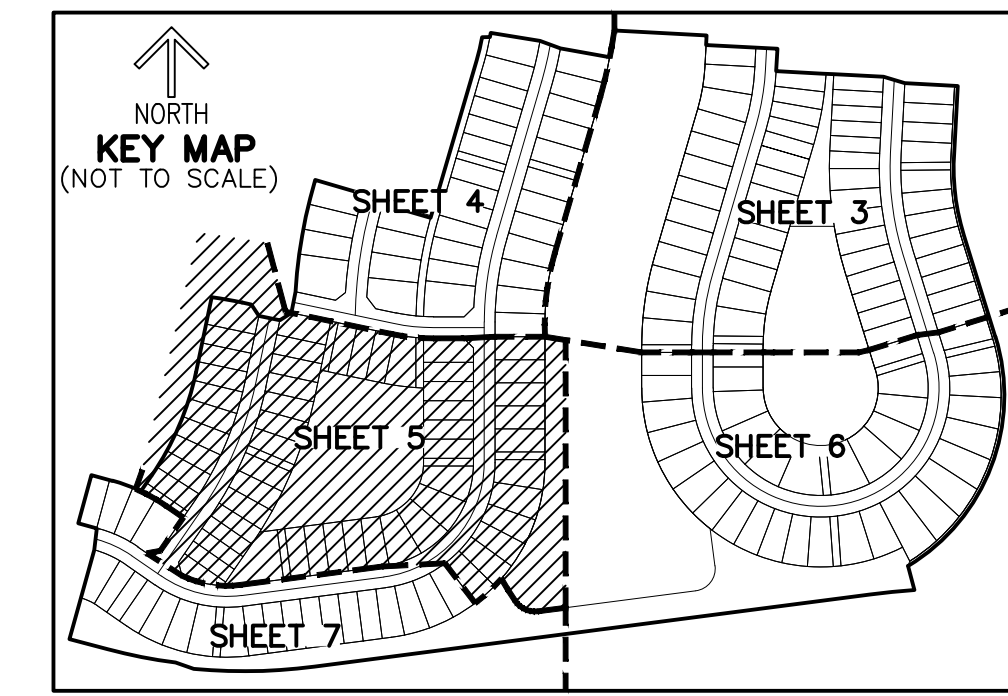 NORTH
KEY MAP
(NOT TO SCALE)
SHEET 4
SHEET 3
SHEET 5
SHEET 6
SHEET 7